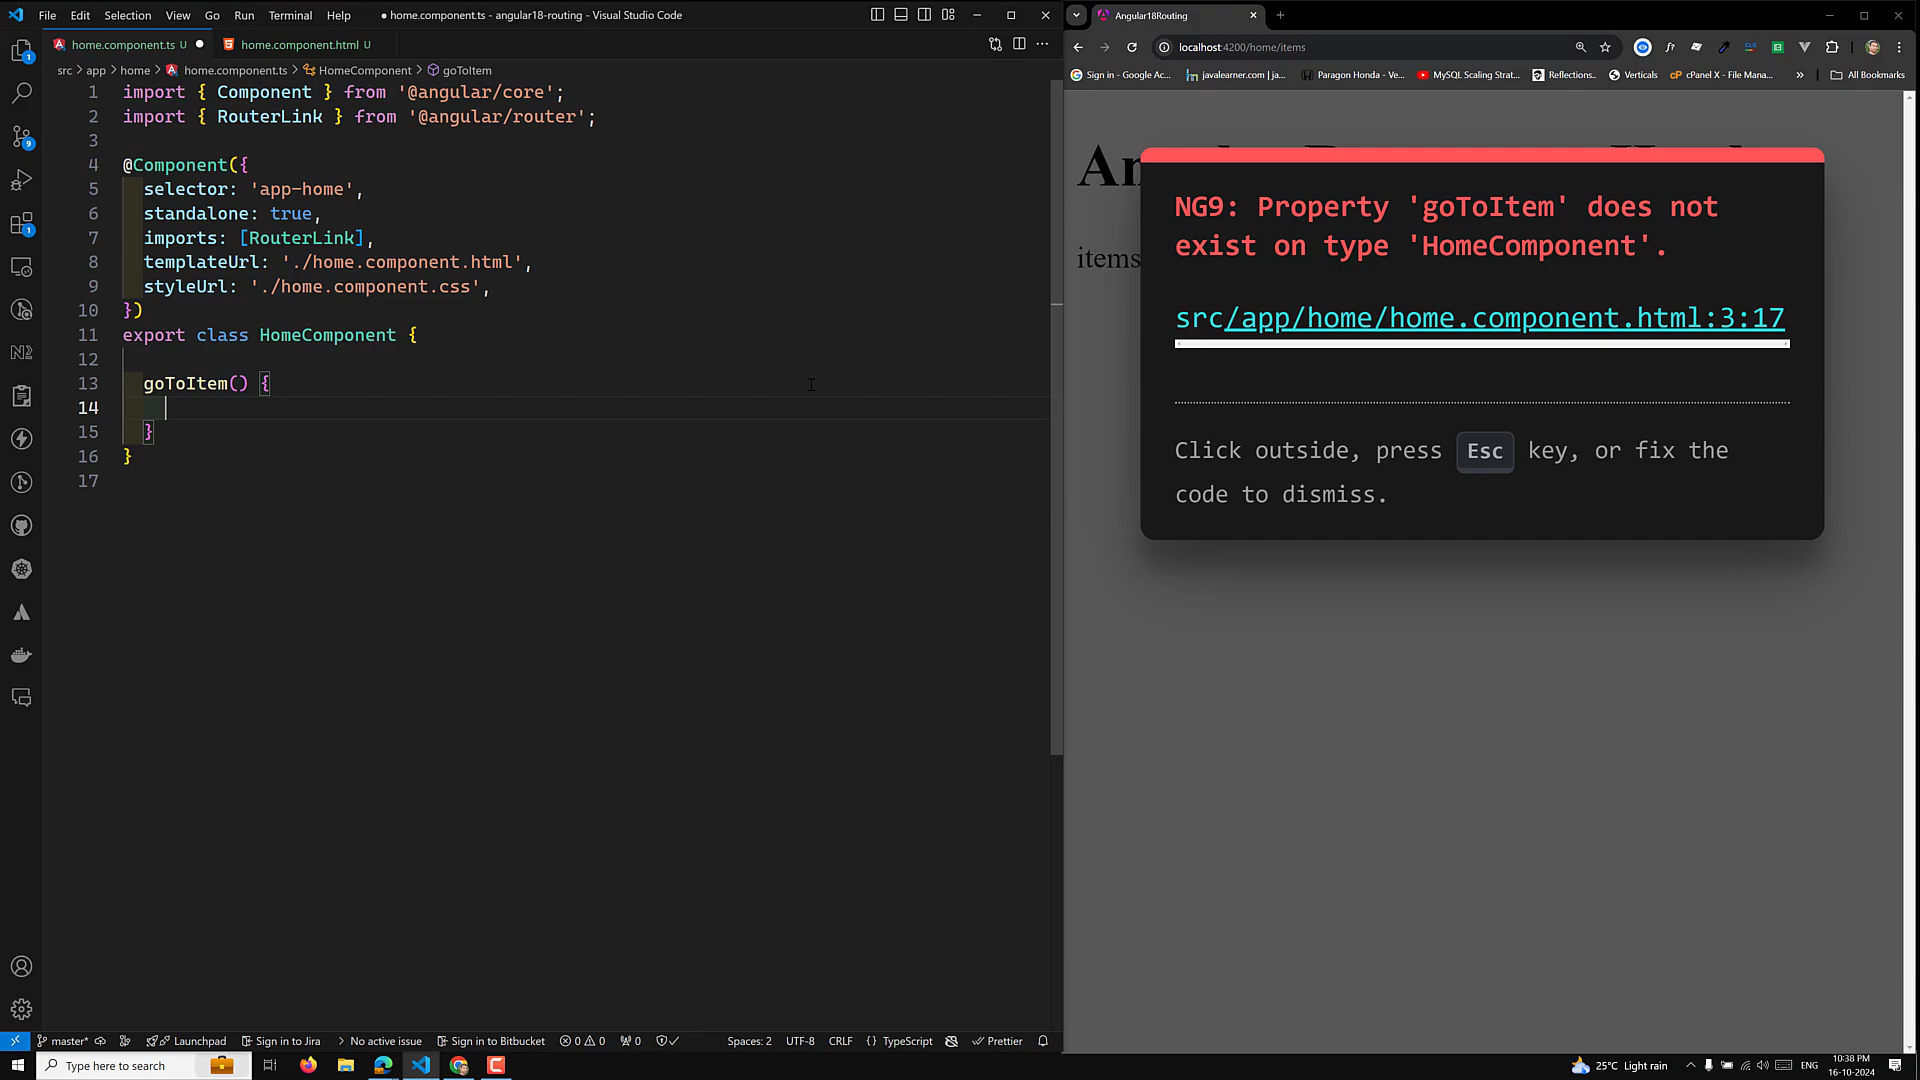 File Edit Selection View Go Run Terminal Help
● home.component.ts - angular18-routing - Visual Studio Code
home.component.ts U ●
home.component.html U
src > app > home > home.component.ts > HomeComponent > goToItem
1 import { Component } from '@angular/core';
2 import { RouterLink } from '@angular/router';
3
4 @Component({
5 selector: 'app-home',
6 standalone: true,
7 imports: [RouterLink],
8 templateUrl: './home.component.html',
9 styleUrl: './home.component.css',
10 })
11 export class HomeComponent {
12
13 goToItem() {
14
15 }
16 }
17
master*
Launchpad
Sign in to Jira
No active issue
Sign in to Bitbucket
0 0
0
Spaces: 2
UTF-8
CRLF
{ } TypeScript
Prettier
Angular18Routing
localhost:4200/home/items
Sign in - Google Ac...
javalearner.com | ja...
Paragon Honda - Ve...
MySQL Scaling Strat...
Reflections...
Verticals
cPanel X - File Mana...
All Bookmarks
An
items
NG9: Property 'goToItem' does not
exist on type 'HomeComponent'.
src/app/home/home.component.html:3:17
Click outside, press Esc key, or fix the
code to dismiss.
Type here to search
25°C Light rain
ENG
10:38 PM
16-10-2024